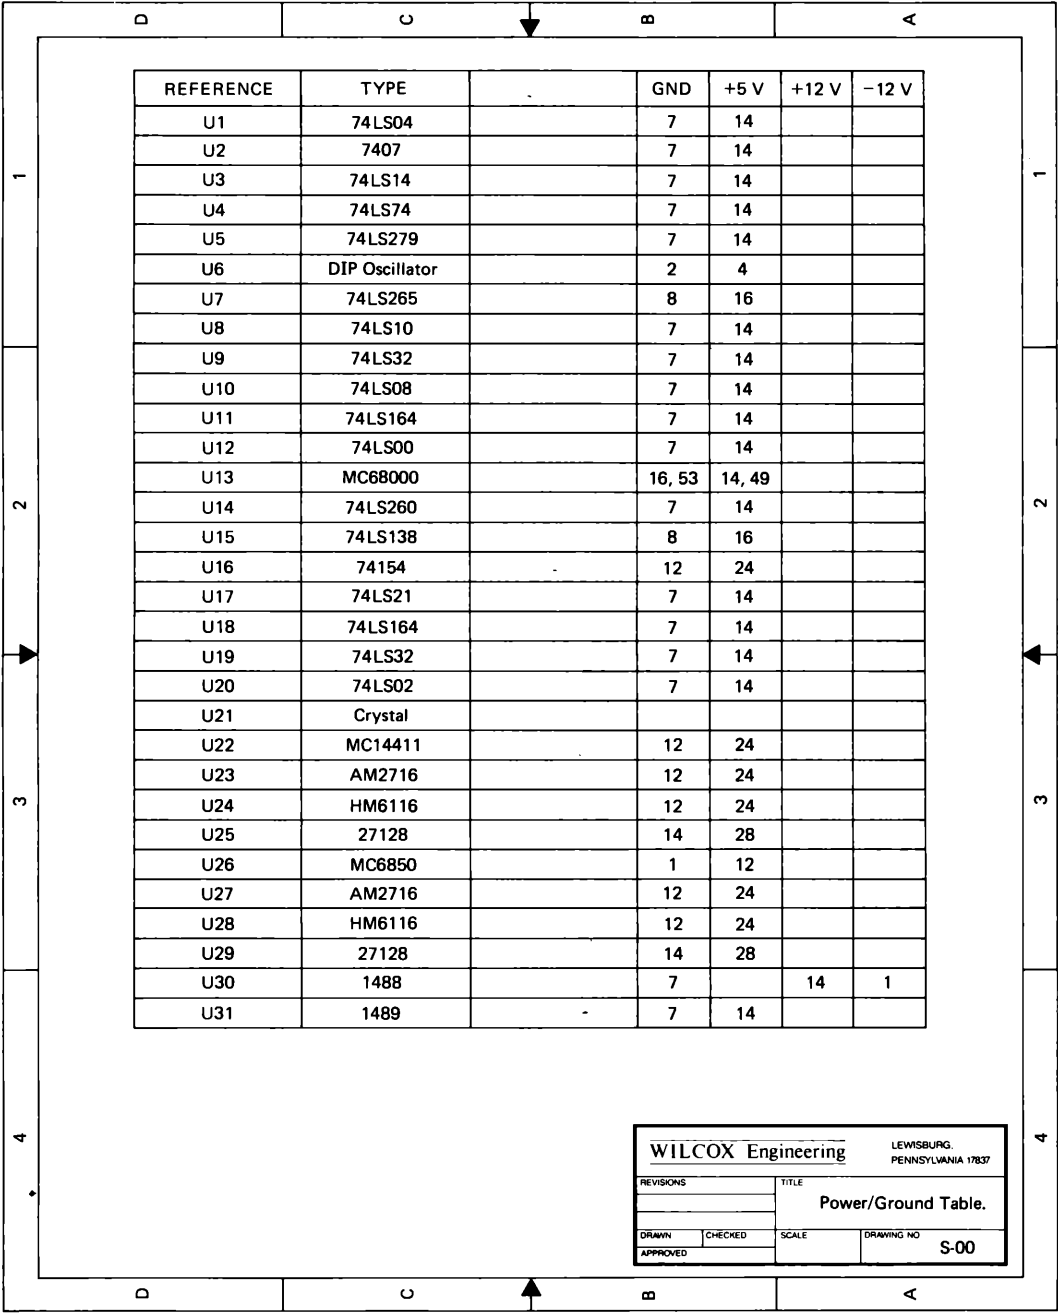 D C B A
REFERENCE TYPE GND +5 V +12 V −12 V
U1 74LS04 7 14
U2 7407 7 14
U3 74LS14 7 14
U4 74LS74 7 14
U5 74LS279 7 14
U6 DIP Oscillator 2 4
U7 74LS265 8 16
U8 74LS10 7 14
U9 74LS32 7 14
U10 74LS08 7 14
U11 74LS164 7 14
U12 74LS00 7 14
U13 MC68000 16, 53 14, 49
U14 74LS260 7 14
U15 74LS138 8 16
U16 74154 12 24
U17 74LS21 7 14
U18 74LS164 7 14
U19 74LS32 7 14
U20 74LS02 7 14
U21 Crystal
U22 MC14411 12 24
U23 AM2716 12 24
U24 HM6116 12 24
U25 27128 14 28
U26 MC6850 1 12
U27 AM2716 12 24
U28 HM6116 12 24
U29 27128 14 28
U30 1488 7 14 1
U31 1489 7 14
1 1
2 2
3 3
4 4
WILCOX Engineering
LEWISBURG.
PENNSYLVANIA 17837
REVISIONS
TITLE
Power/Ground Table.
DRAWN CHECKED SCALE DRAWING NO
S-00
APPROVED
D C B A